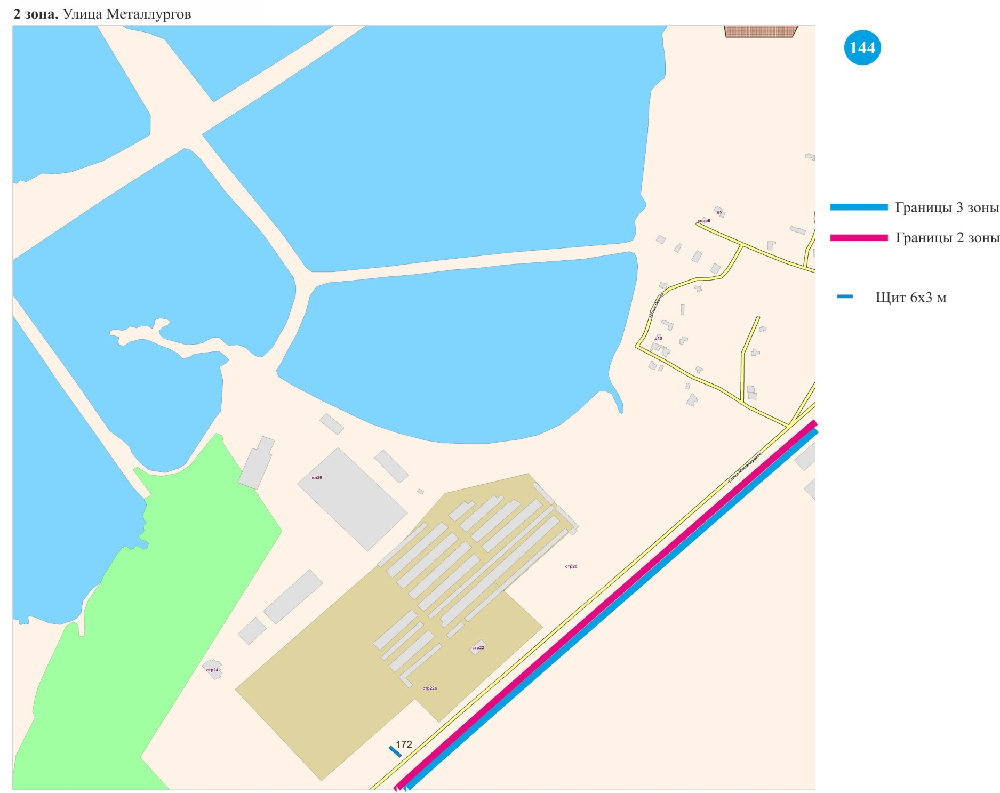 2 зона. Улица Металлургов
144
Границы 3 зоны
Границы 2 зоны
Щит 6х3 м
д5
соор5
улица Лесная
д10
улица Металлургов
вл26
стр20
стр22
стр24
стр22а
172